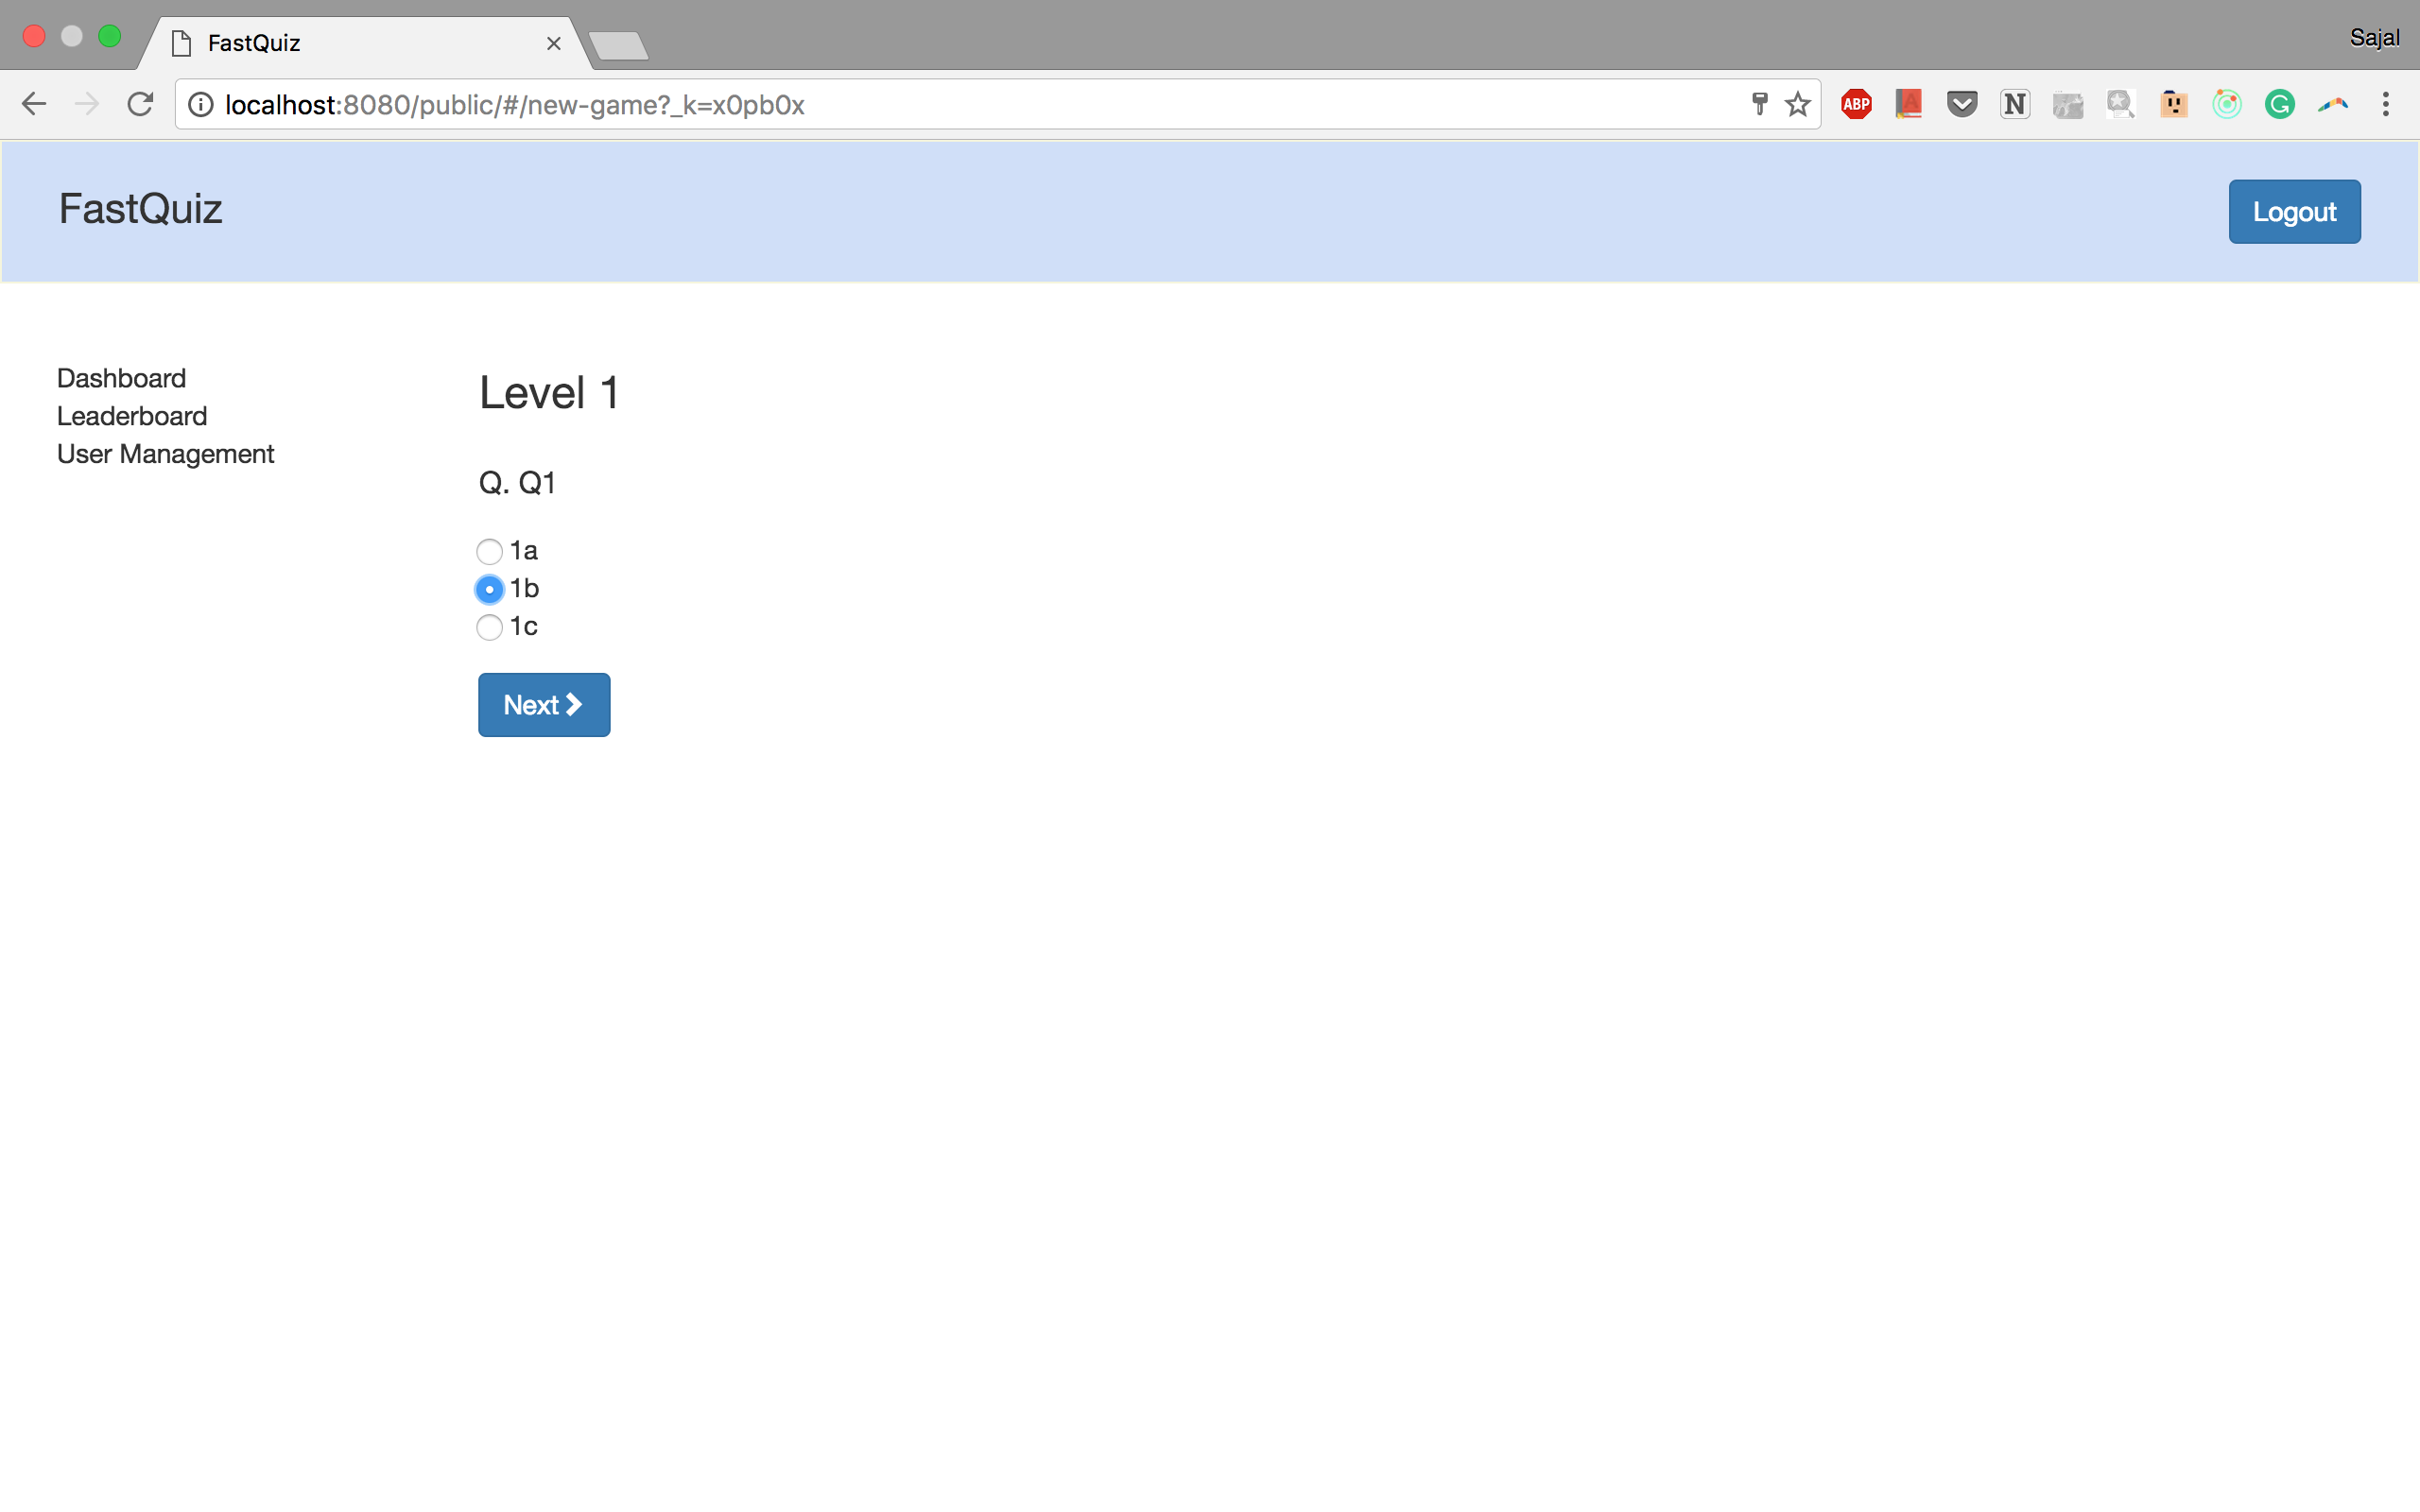 FastQuiz
Sajal
localhost:8080/public/#/new-game?_k=x0pb0x
ABP
A
N
G
FastQuiz
Logout
Dashboard
Leaderboard
User Management
Level 1
Q. Q1
1a
1b
1c
Next